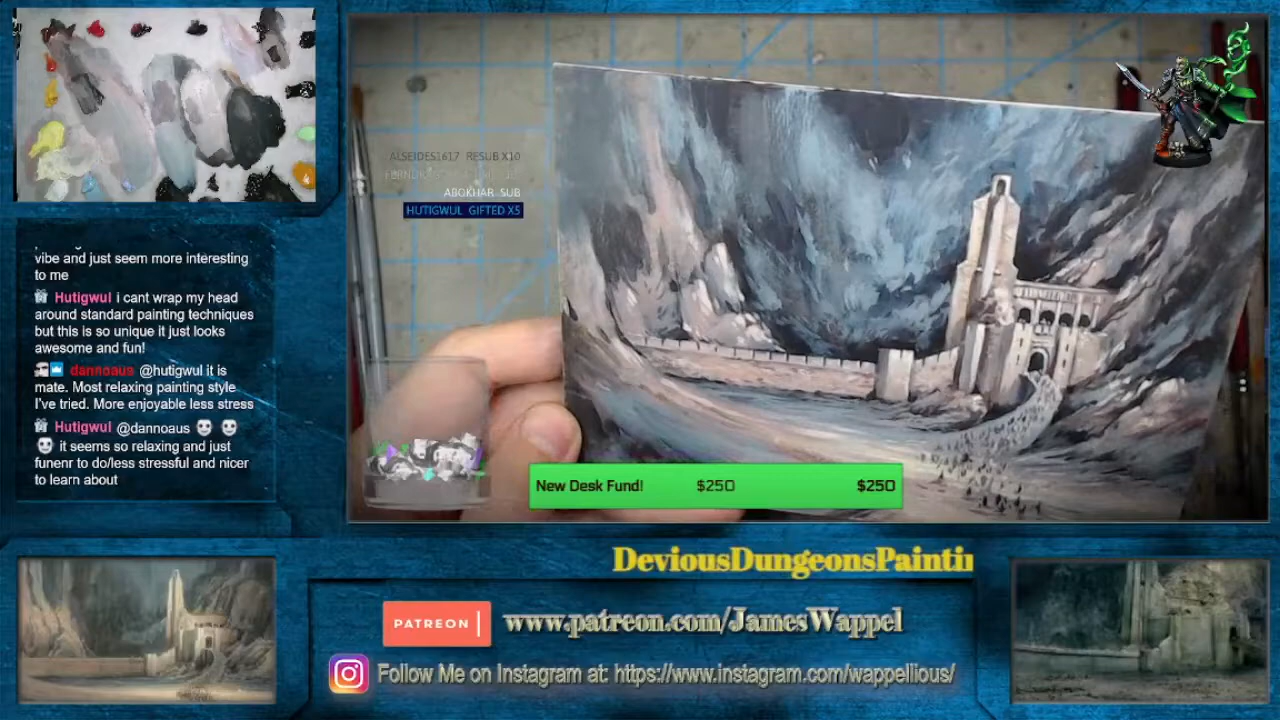 ALSEIDES1617 RESUB X10
ABOKHAR SUB
HUTIGWUL GIFTED X5
vibe and just seem more interesting
to me
Hutigwul i cant wrap my head
around standard painting techniques
but this is so unique it just looks
awesome and fun!
dannoaus @hutigwul it is
mate. Most relaxing painting style
I've tried. More enjoyable less stress
Hutigwul @dannoaus
it seems so relaxing and just
funenr to do/less stressful and nicer
to learn about
New Desk Fund! $250 $250
DeviousDungeonsPaintin
PATREON www.patreon.com/JamesWappel
Follow Me on Instagram at: https://www.instagram.com/wappellious/